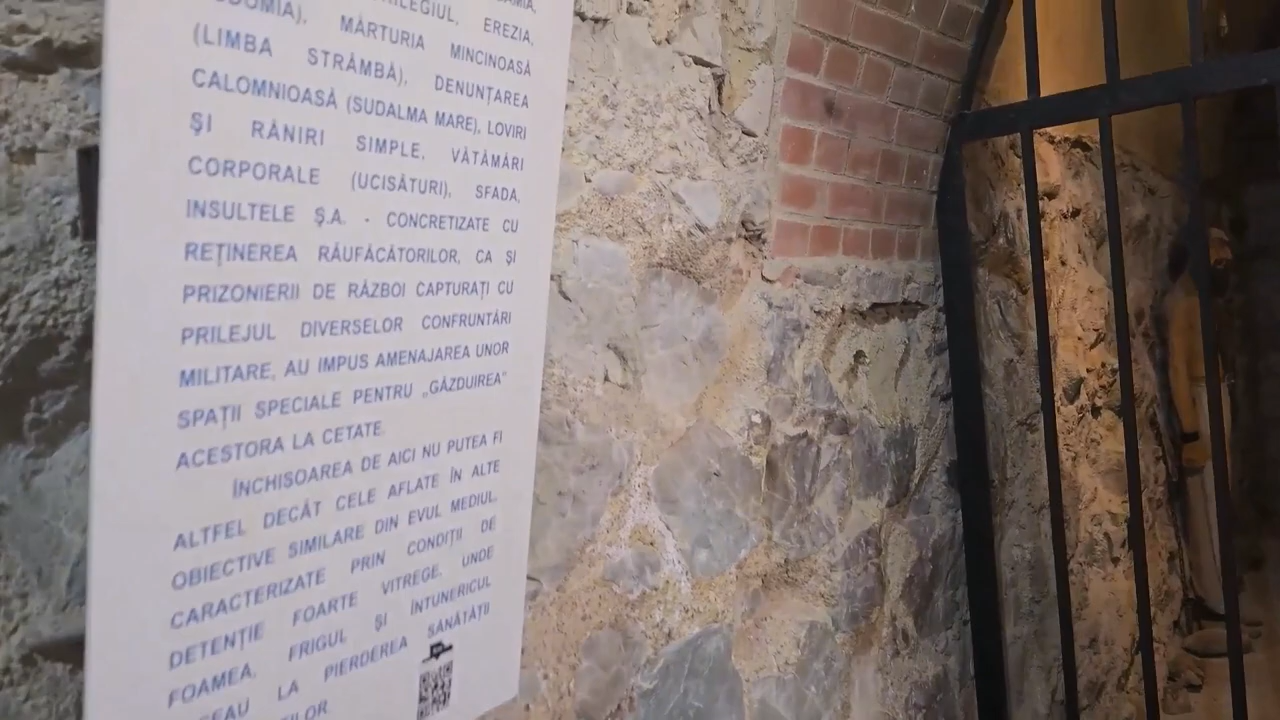 MĂRTURIA MINCINOASĂ
(LIMBA STRÂMBĂ), DENUNȚAREA
CALOMNIOASĂ (SUDALMA MARE), LOVIRI
ȘI RĂNIRI SIMPLE, VĂTĂMĂRI
CORPORALE (UCISĂTURI), SFADA,
INSULTELE Ș.A. - CONCRETIZATE CU
REȚINEREA RĂUFĂCĂTORILOR, CA ȘI
PRIZONIERII DE RĂZBOI CAPTURAȚI CU
PRILEJUL DIVERSELOR CONFRUNTĂRI
MILITARE, AU IMPUS AMENAJAREA UNOR
SPAȚII SPECIALE PENTRU „GĂZDUIREA”
ACESTORA LA CETATE.
ÎNCHISOAREA DE AICI NU PUTEA FI
ALTFEL DECÂT CELE AFLATE ÎN ALTE
OBIECTIVE SIMILARE DIN EVUL MEDIU,
CARACTERIZATE PRIN CONDIȚII DE
DETENȚIE FOARTE VITREGE, UNDE
FOAMEA, FRIGUL ȘI ÎNTUNERICUL
LA PIERDEREA SĂNĂTĂȚII